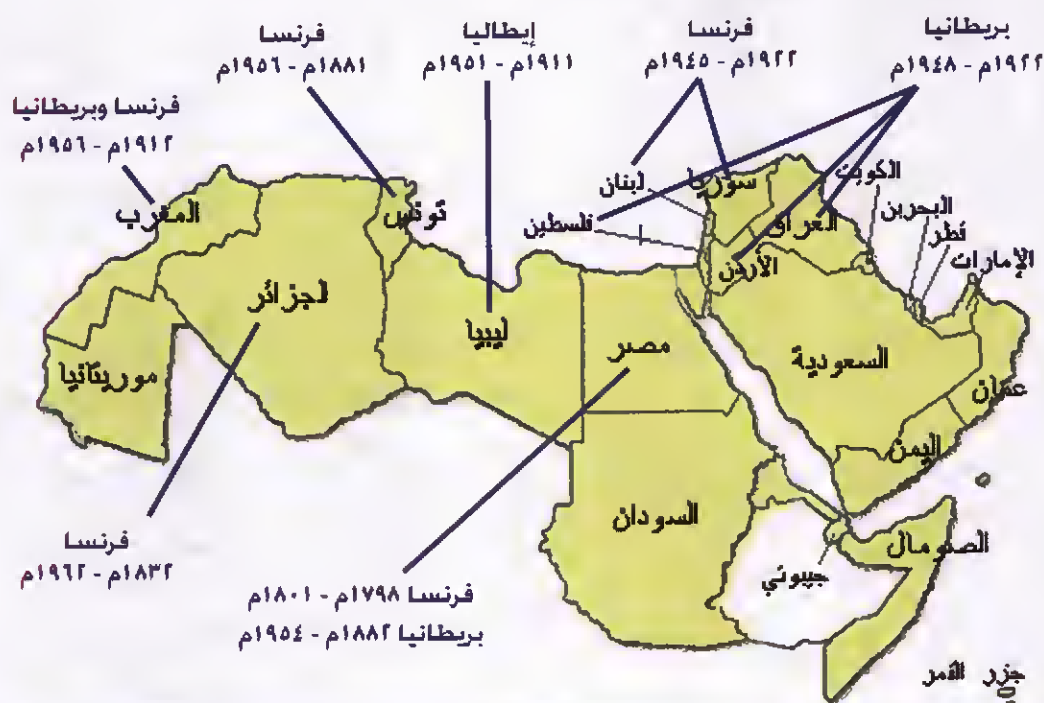 بريطانيا
١٩٢٢م - ١٩٤٨م
فرنسا
١٩٢٢م - ١٩٤٥م
إيطاليا
١٩١١م - ١٩٥١م
فرنسا
١٨٨١م - ١٩٥٦م
فرنسا وبريطانيا
١٩١٢م - ١٩٥٦م
الكويت
سوريا
لبنان
البحرين
المغرب
تونس
فلسطين
العراق
قطر
الإمارات
الأردن
الجزائر
ليبيا
مصر
السعودية
موريتانيا
عمان
اليمن
السودان
الصومال
جيبوتي
فرنسا
١٨٣٢م - ١٩٦٢م
فرنسا ١٧٩٨م - ١٨٠١م
بريطانيا ١٨٨٢م - ١٩٥٤م
جزر القمر